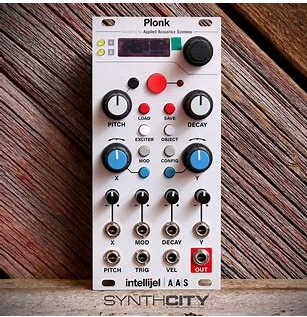 Plonk
Applied Acoustics Systems
LOAD SAVE
PITCH DECAY
EXCITER OBJECT
MOD CONFIG
X Y
X MOD DECAY Y
PITCH TRIG VEL OUT
intellijel AAS
SYNTHCITY